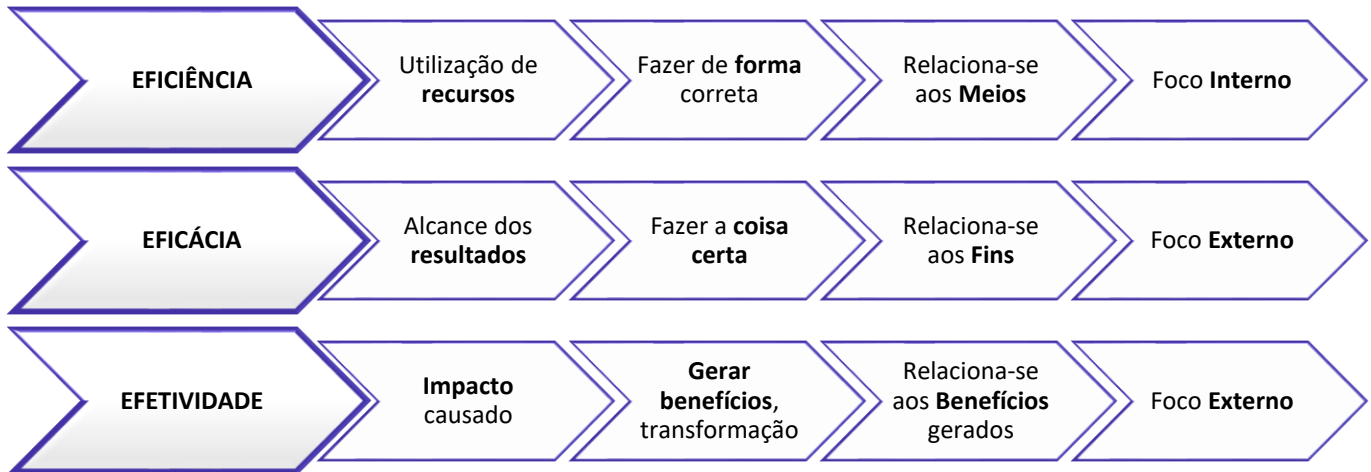 EFICIÊNCIA
Utilização de
recursos
Fazer de forma
correta
Relaciona-se
aos Meios
Foco Interno
EFICÁCIA
Alcance dos
resultados
Fazer a coisa
certa
Relaciona-se
aos Fins
Foco Externo
EFETIVIDADE
Impacto
causado
Gerar
benefícios,
transformação
Relaciona-se
aos Benefícios
gerados
Foco Externo